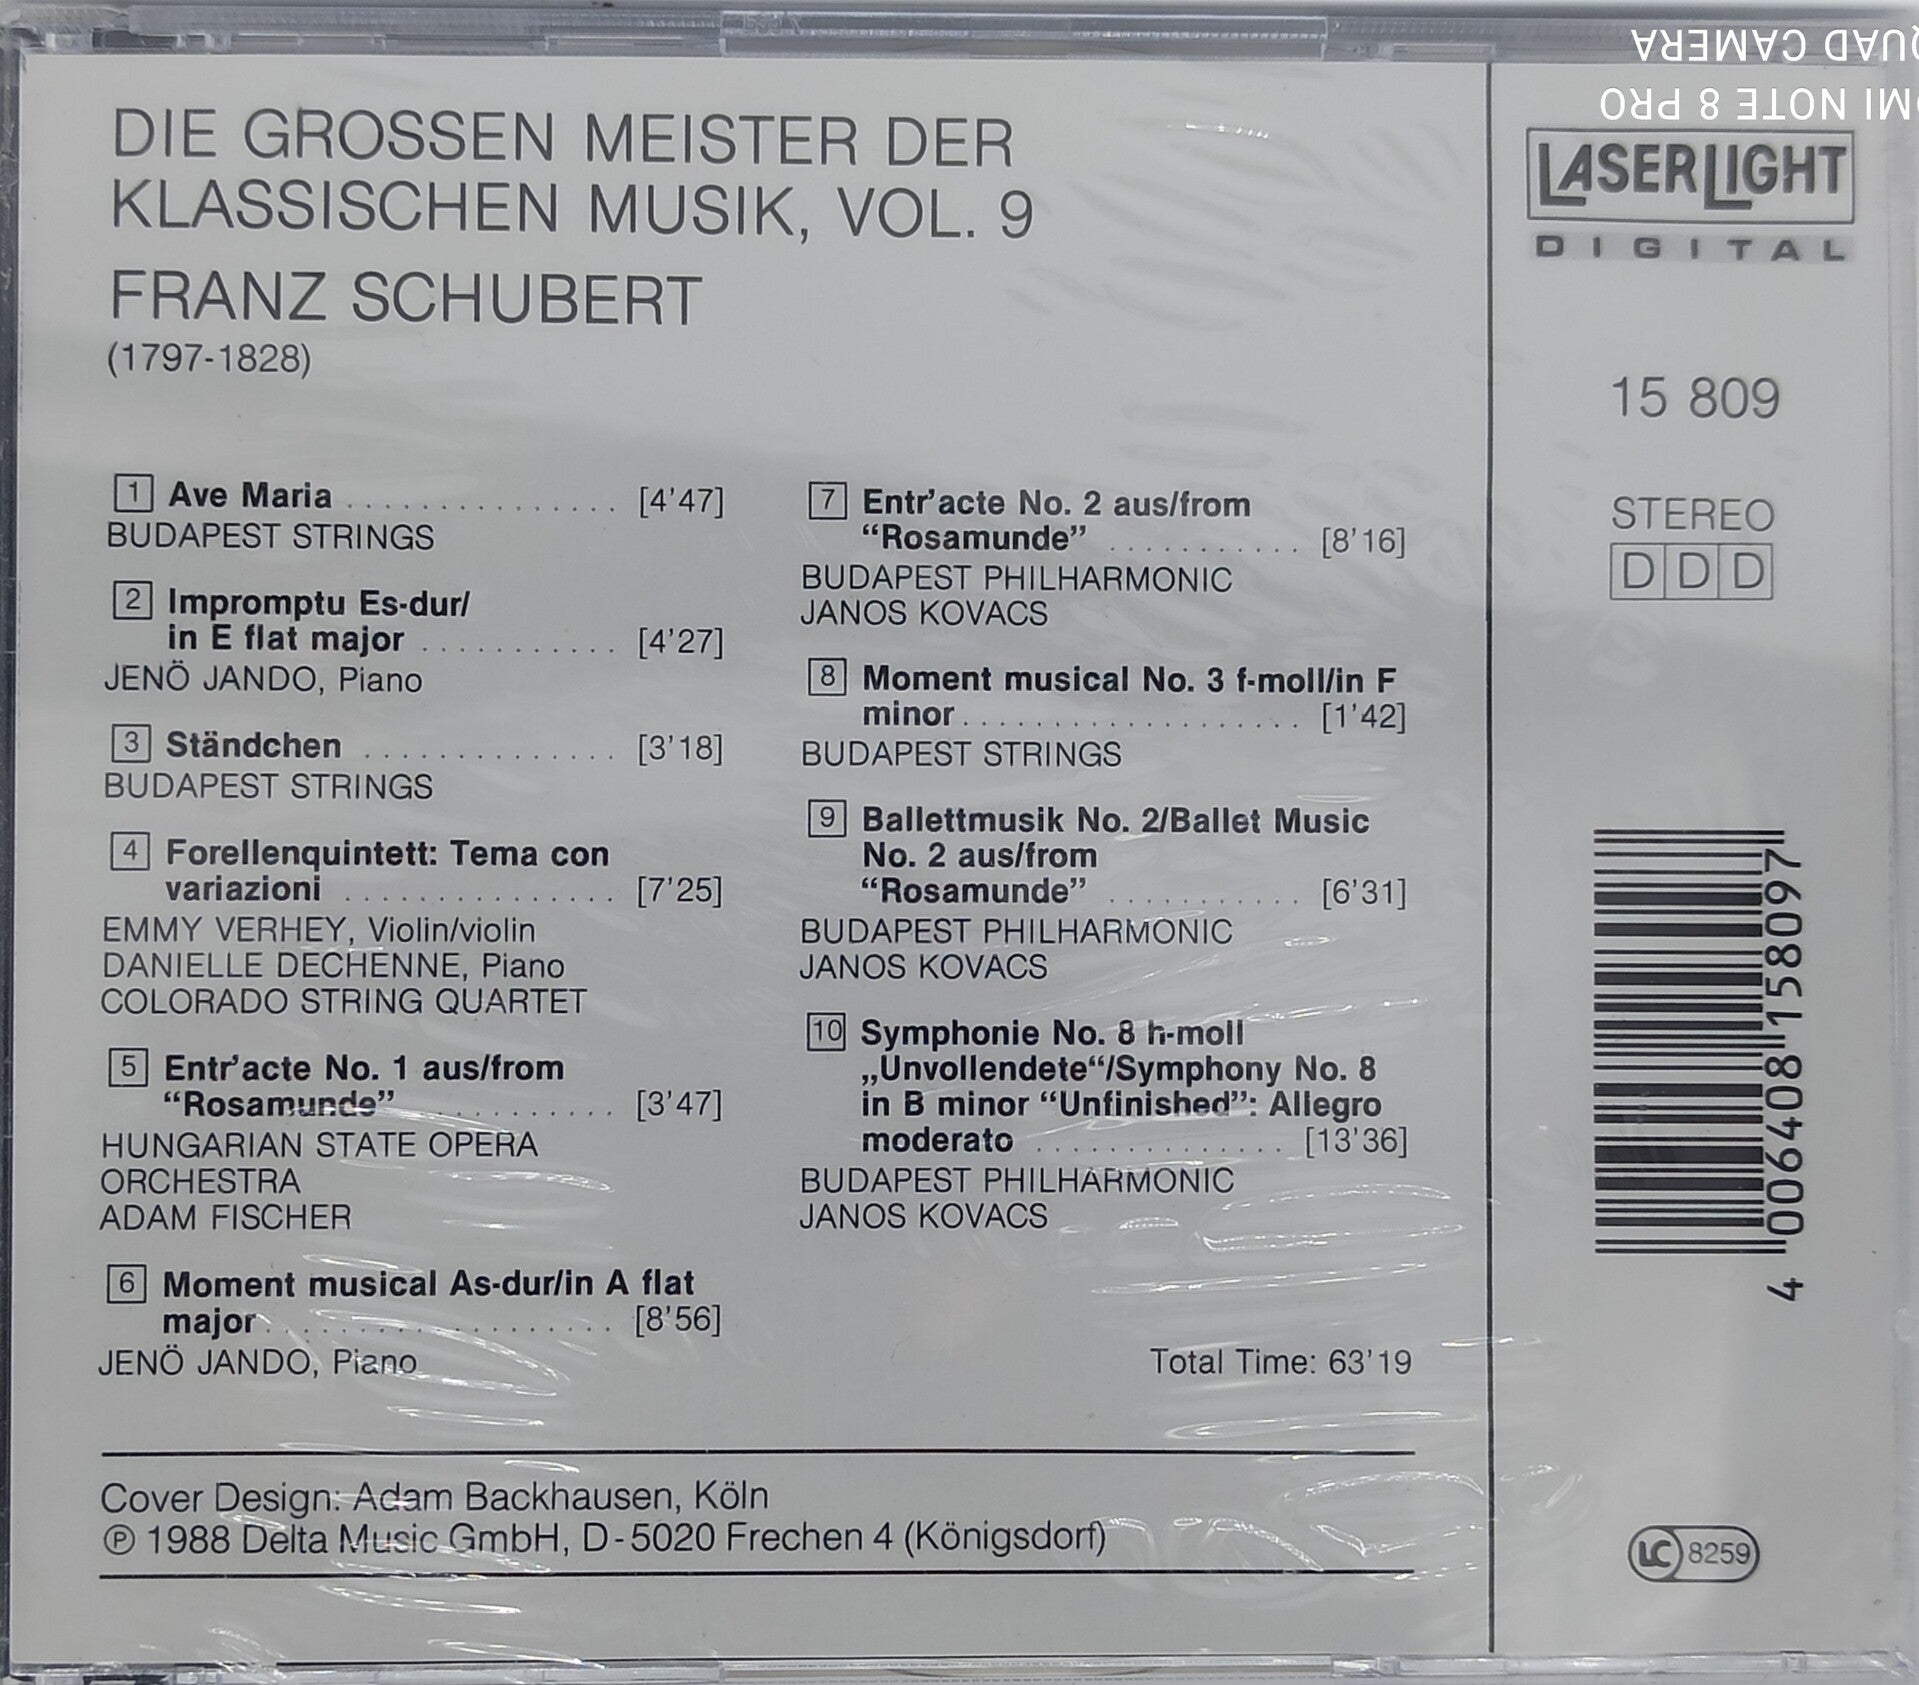 QUAD CAMERA
MI NOTE 8 PRO
DIE GROSSEN MEISTER DER
KLASSISCHEN MUSIK, VOL. 9
FRANZ SCHUBERT
(1797-1828)
1 Ave Maria ............... [4'47]
BUDAPEST STRINGS
2 Impromptu Es-dur/
in E flat major ........... [4'27]
JENÖ JANDO, Piano
3 Ständchen .............. [3'18]
BUDAPEST STRINGS
4 Forellenquintett: Tema con
variazioni ............... [7'25]
EMMY VERHEY, Violin/violin
DANIELLE DECHENNE, Piano
COLORADO STRING QUARTET
5 Entr'acte No. 1 aus/from
“Rosamunde” ............ [3'47]
HUNGARIAN STATE OPERA
ORCHESTRA
ADAM FISCHER
6 Moment musical As-dur/in A flat
major................... [8'56]
JENÖ JANDO, Piano
7 Entr'acte No. 2 aus/from
“Rosamunde” ........... [8'16]
BUDAPEST PHILHARMONIC
JANOS KOVACS
8 Moment musical No. 3 f-moll/in F
minor................... [1'42]
BUDAPEST STRINGS
9 Ballettmusik No. 2/Ballet Music
No. 2 aus/from
“Rosamunde” ........... [6'31]
BUDAPEST PHILHARMONIC
JANOS KOVACS
10 Symphonie No. 8 h-moll
„Unvollendete“/Symphony No. 8
in B minor “Unfinished”: Allegro
moderato .............. [13'36]
BUDAPEST PHILHARMONIC
JANOS KOVACS
Total Time: 63'19
Cover Design: Adam Backhausen, Köln
℗ 1988 Delta Music GmbH, D-5020 Frechen 4 (Königsdorf)
LASERLIGHT
DIGITAL
15 809
STEREO
DDD
4 006408 158097
LC 8259